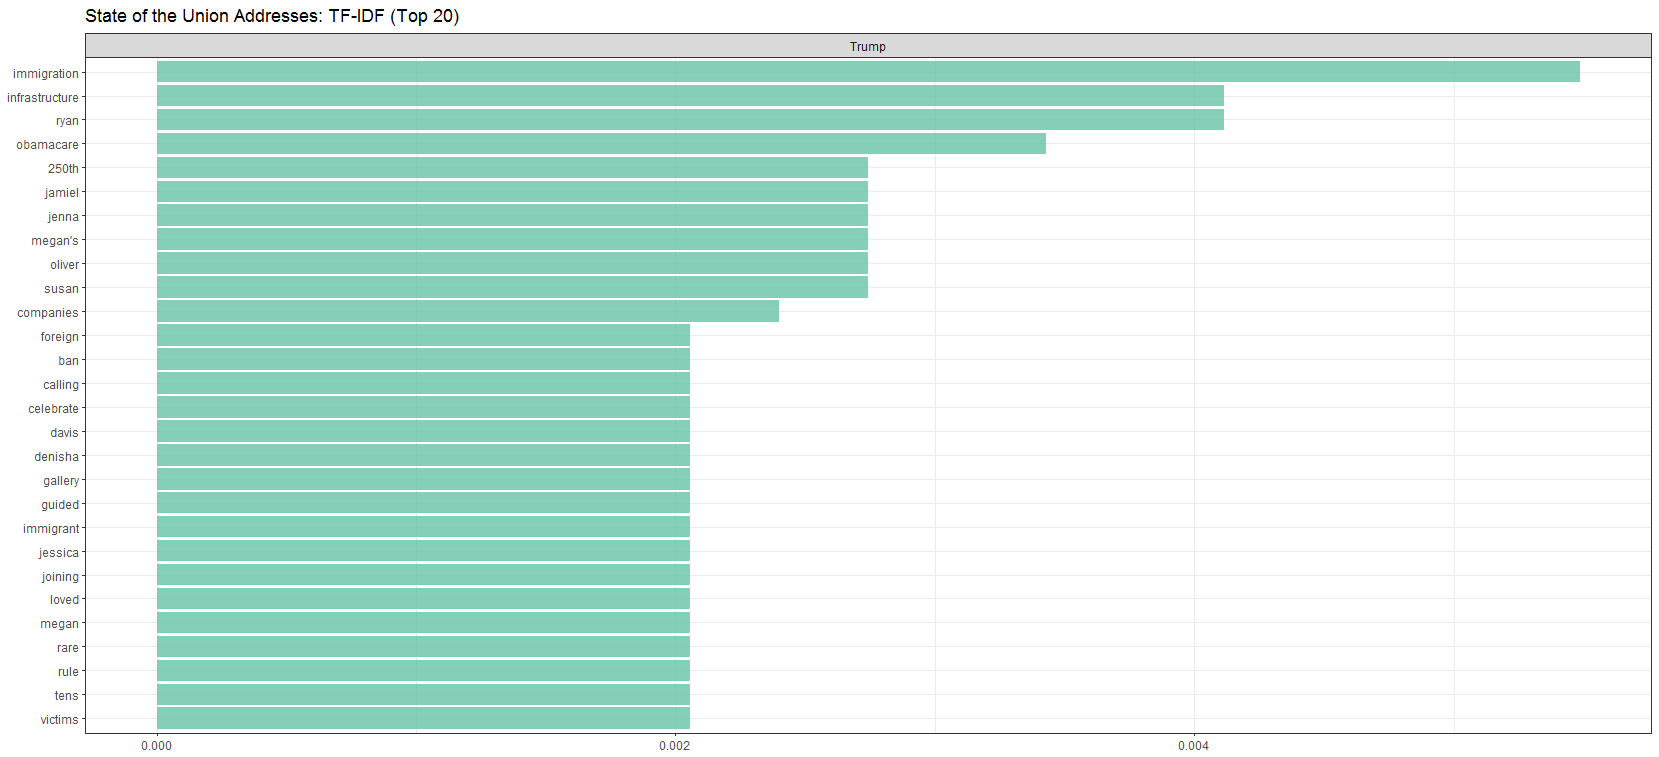 State of the Union Addresses: TF-IDF (Top 20)
Trump
immigration
infrastructure
ryan
obamacare
250th
jamiel
jenna
megan's
oliver
susan
companies
foreign
ban
calling
celebrate
davis
denisha
gallery
guided
immigrant
jessica
joining
loved
megan
rare
rule
tens
victims
0.000 0.002 0.004